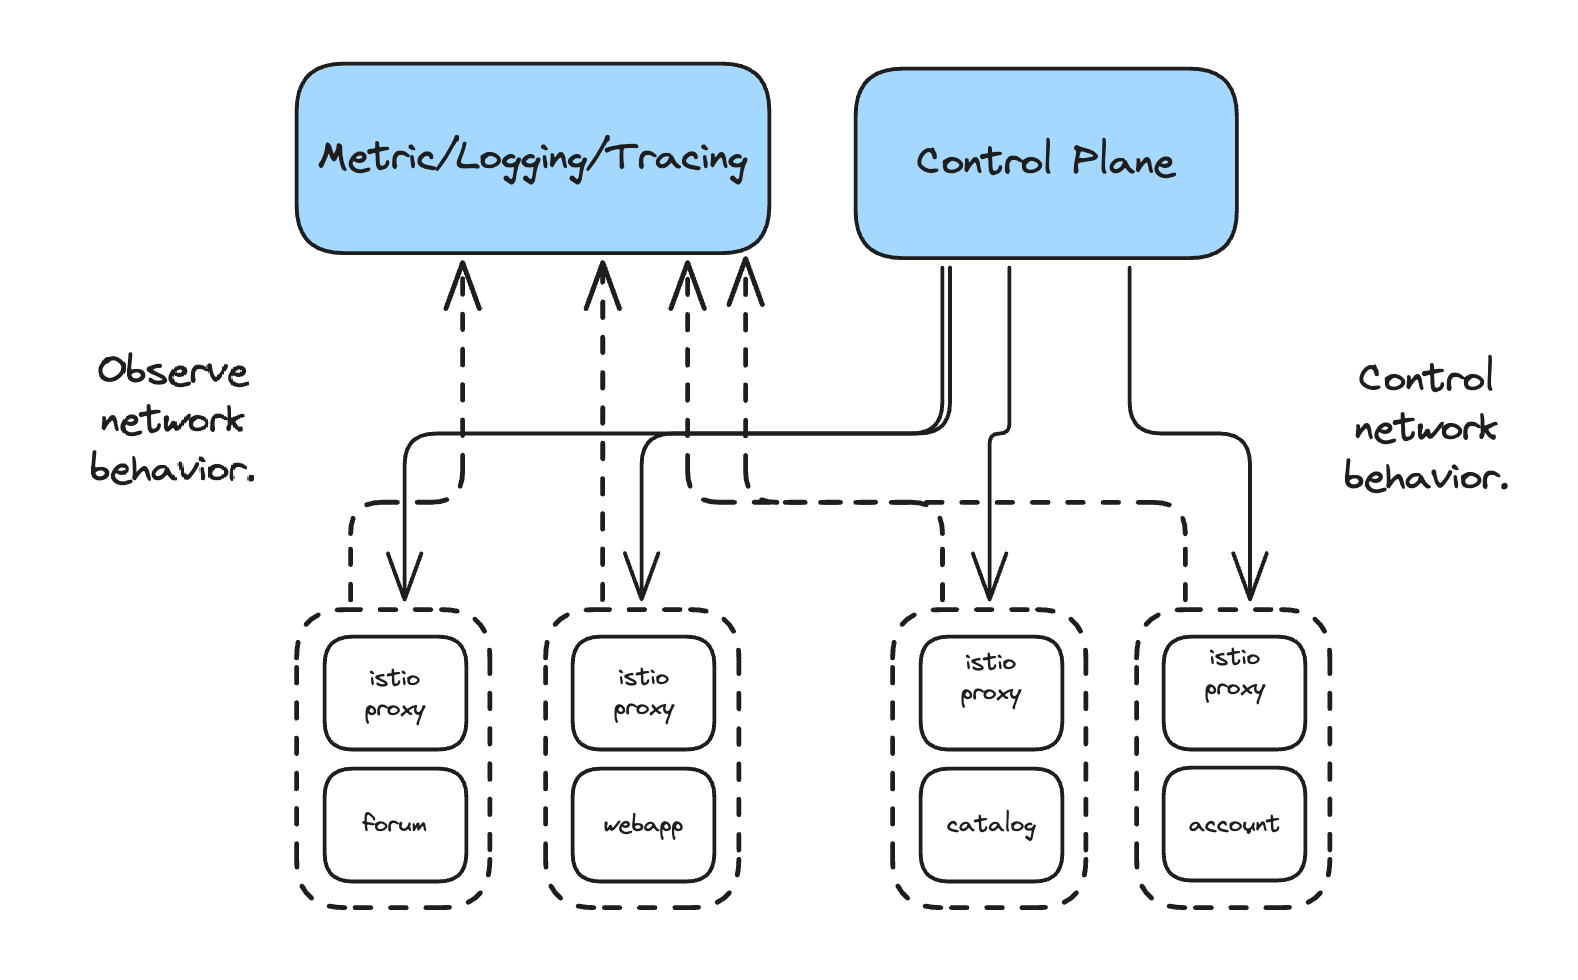 Metric/Logging/Tracing
Control Plane
Observe
network
behavior.
Control
network
behavior.
istio
proxy
forum
istio
proxy
webapp
istio
proxy
catalog
istio
proxy
account